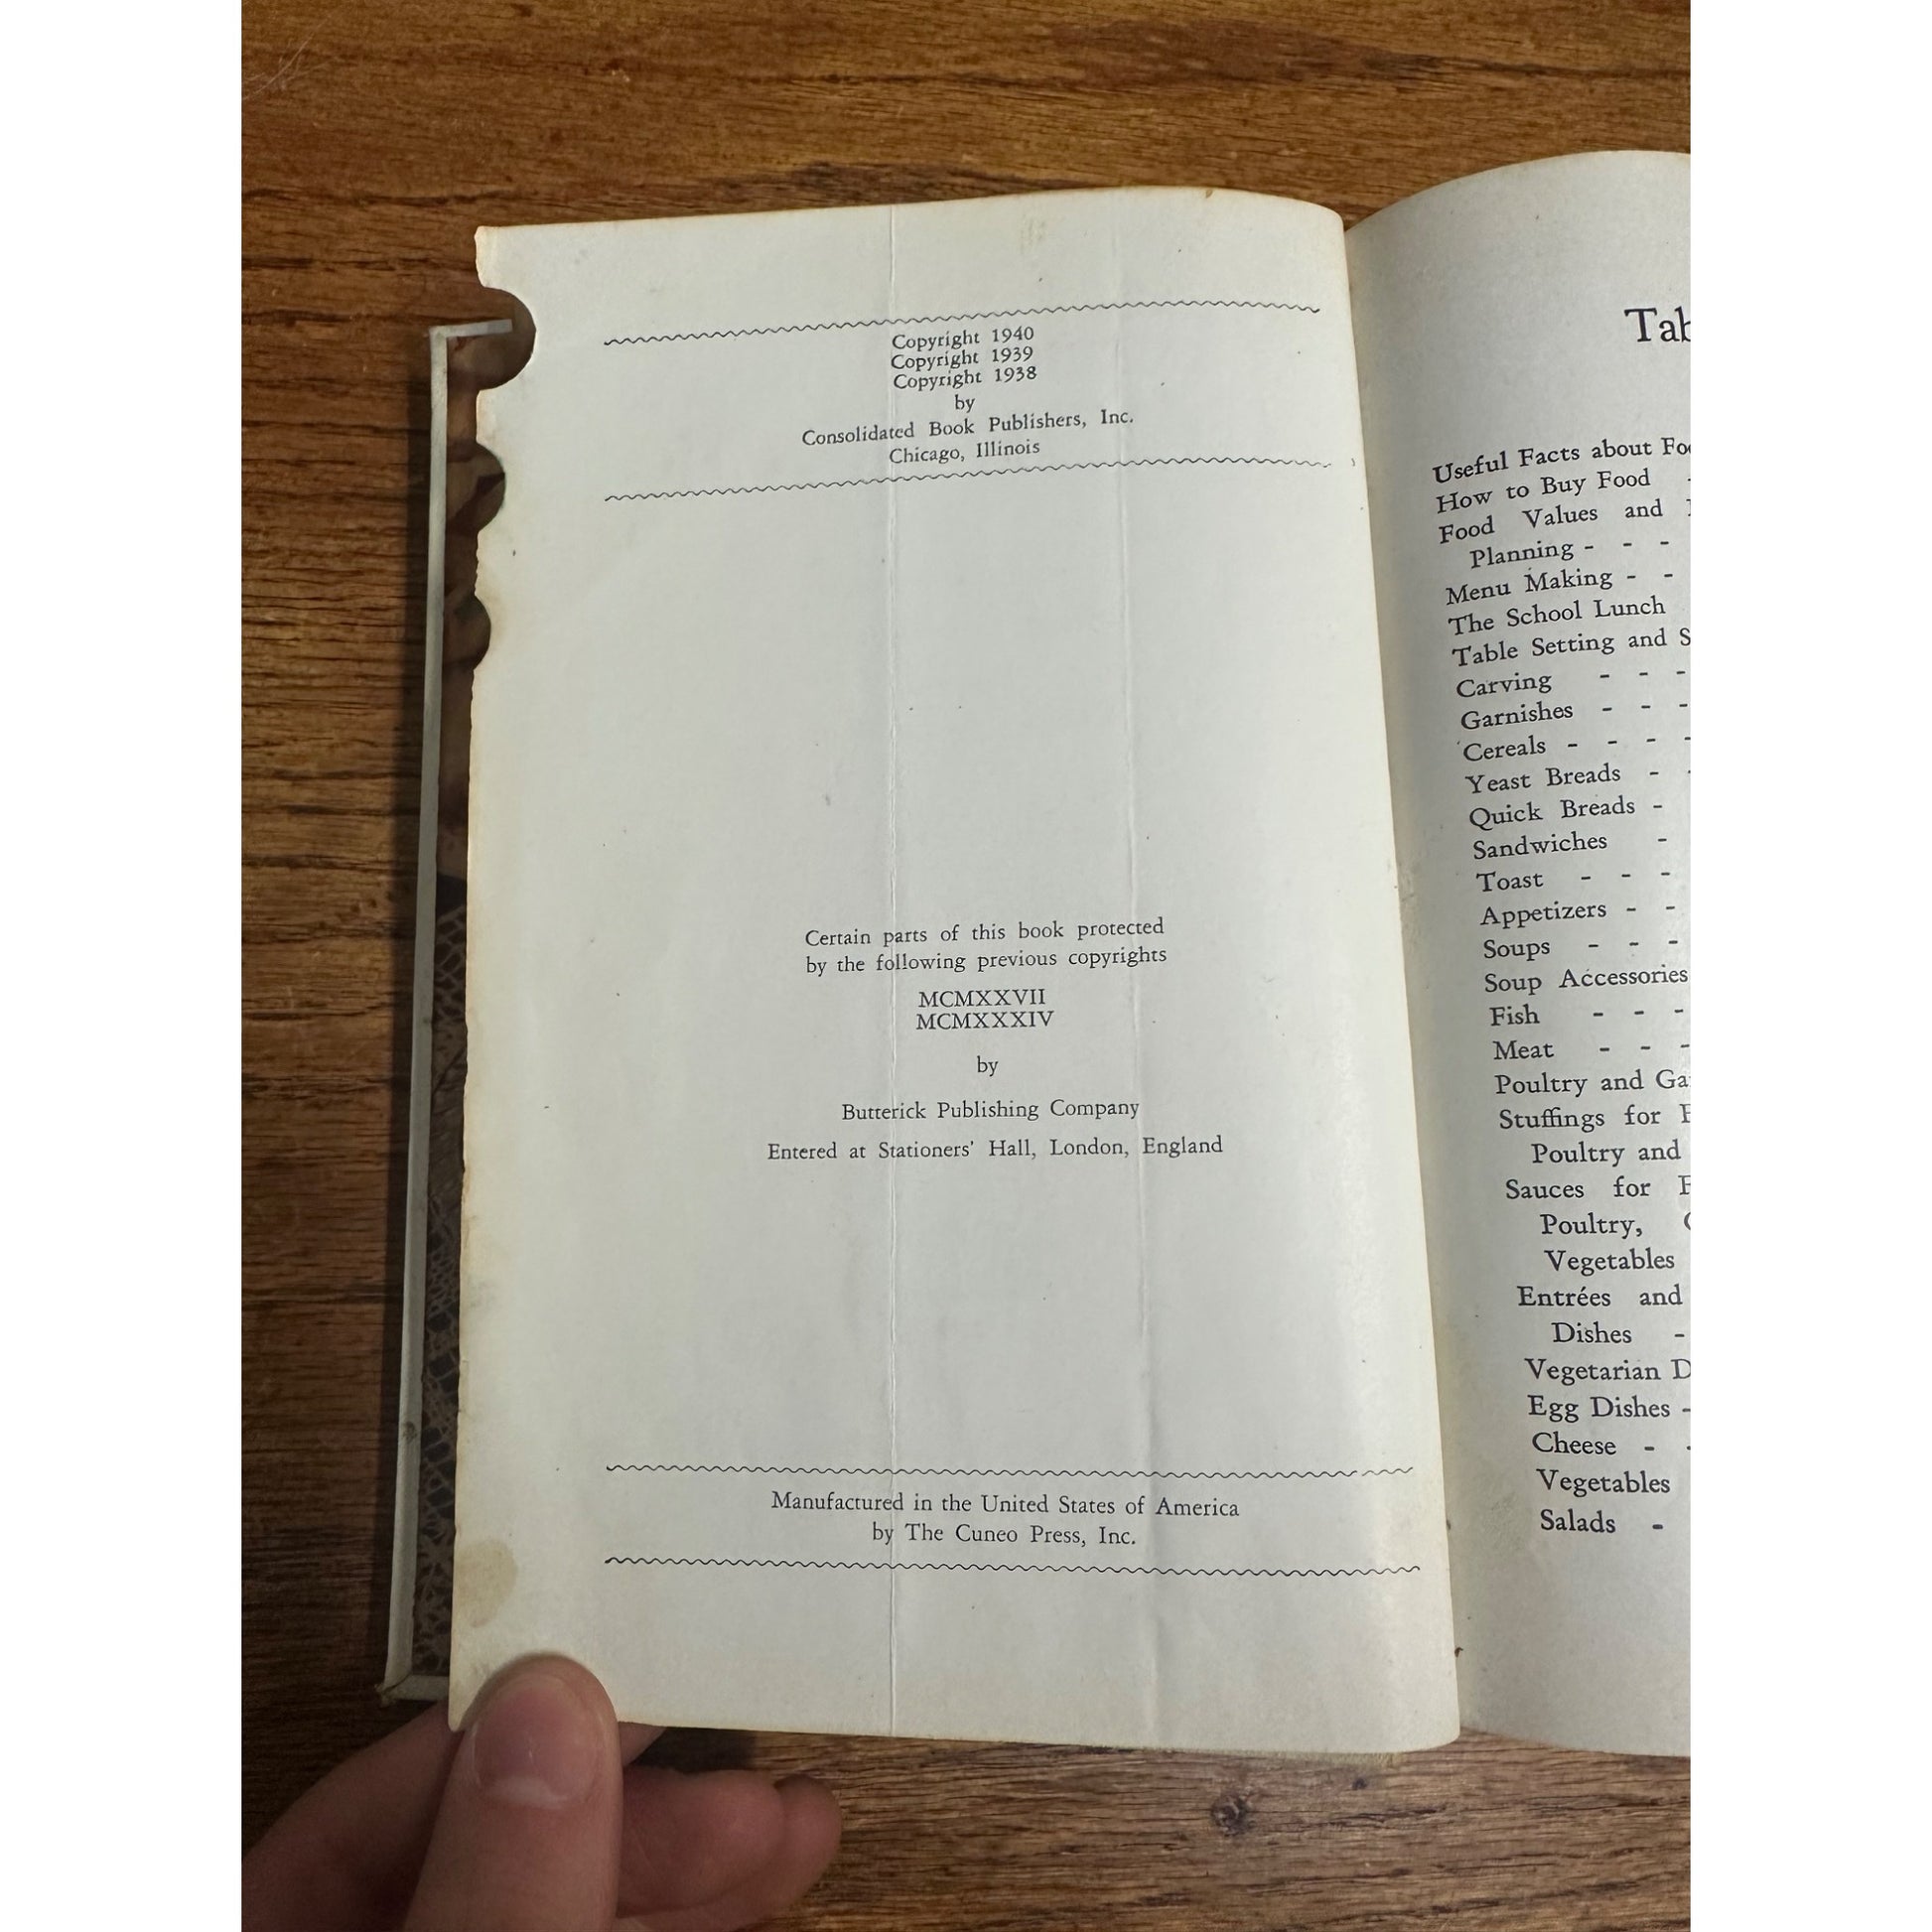 Copyright 1940
Copyright 1939
Copyright 1938
by
Consolidated Book Publishers, Inc.
Chicago, Illinois
Certain parts of this book protected
by the following previous copyrights
MCMXXVII
MCMXXXIV
by
Butterick Publishing Company
Entered at Stationers' Hall, London, England
Manufactured in the United States of America
by The Cuneo Press, Inc.
Useful Facts about
How to Buy Food -
Food Values and
Planning - - -
Menu Making - -
The School Lunch
Table Setting and
Carving - - -
Garnishes - - -
Cereals - - - -
Yeast Breads - -
Quick Breads -
Sandwiches -
Toast - - -
Appetizers - -
Soups - - -
Soup Accessories
Fish - - -
Meat - - -
Poultry and
Stuffings for
Poultry and
Sauces for
Poultry,
Vegetables
Entrées and
Dishes -
Vegetarian
Egg Dishes -
Cheese - -
Vegetables
Salads -